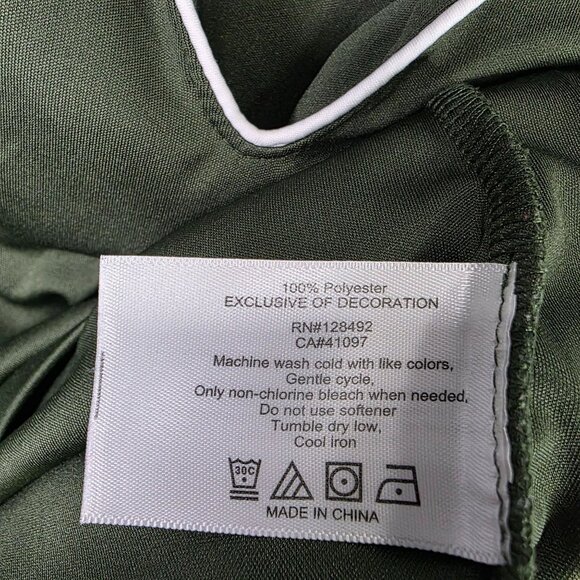 100% Polyester
EXCLUSIVE OF DECORATION
RN#128492
CA#41097
Machine wash cold with like colors,
Gentle cycle,
Only non-chlorine bleach when needed,
Do not use softener
Tumble dry low,
Cool iron
30C
MADE IN CHINA